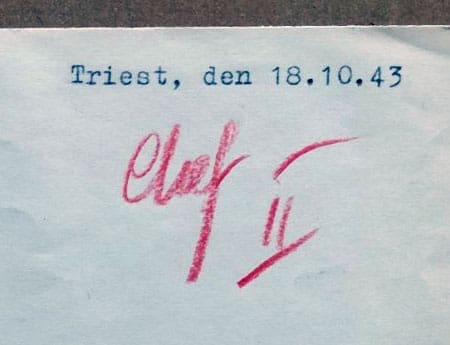 Triest, den 18.10.43
Chef II